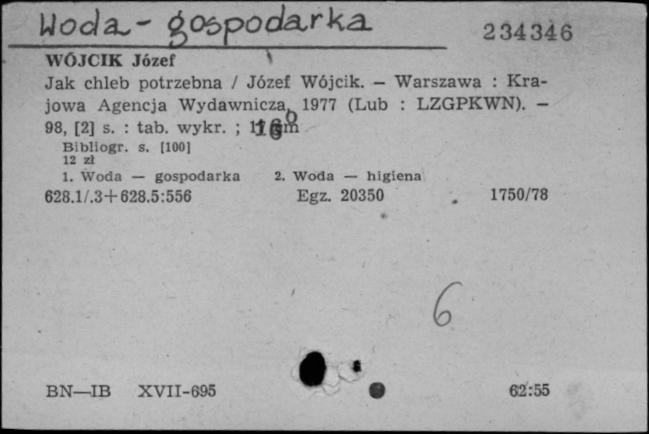 Woda - gospodarka
234346
WÓJCIK Józef
Jak chleb potrzebna / Józef Wójcik. — Warszawa : Kra-
jowa Agencja Wydawnicza, 1977 (Lub : LZGPKWN). —
98, [2] s. : tab. wykr. ;
Bibliogr. s. [100]
12 zł
1. Woda — gospodarka 2. Woda — higiena
628.1/.3+628.5:556 Egz. 20350 1750/78
6
BN—IB XVII-695 62:55